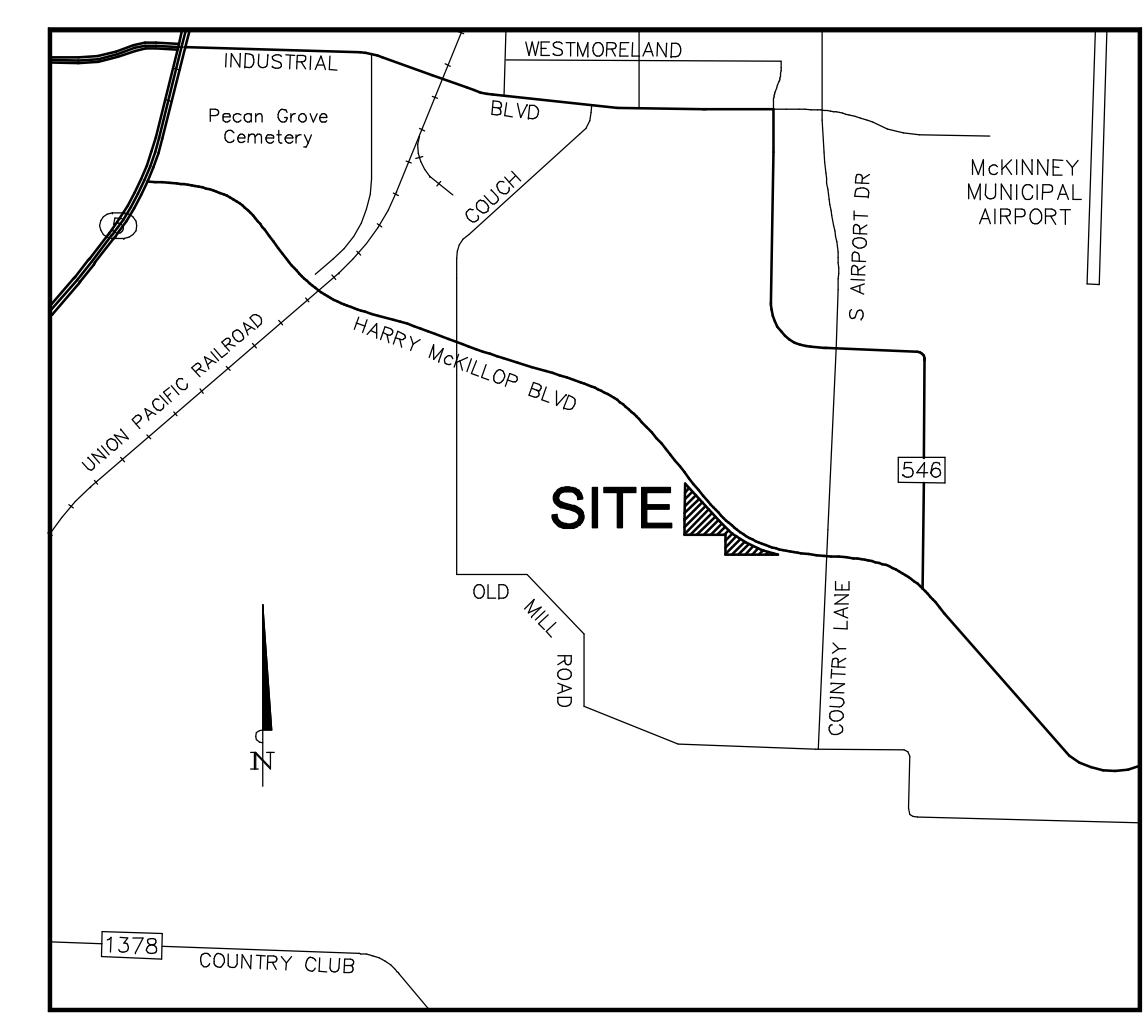 WESTMORELAND
INDUSTRIAL
BLVD
Pecan Grove
Cemetery
COUCH
McKINNEY
MUNICIPAL
AIRPORT
S AIRPORT DR
UNION PACIFIC RAILROAD
HARRY McKILLOP BLVD
546
SITE
OLD
MILL
ROAD
COUNTRY LANE
N
1378
COUNTRY CLUB